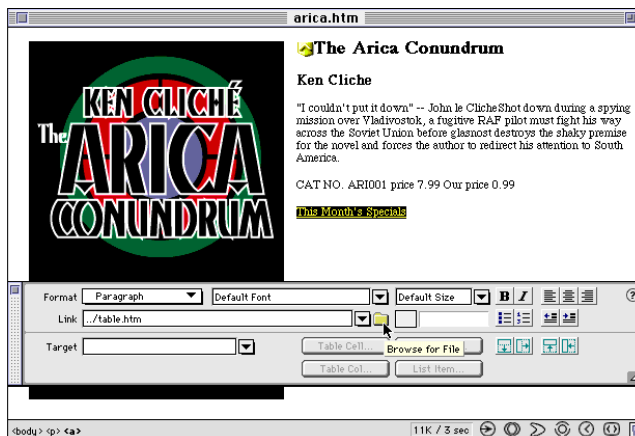 arica.htm
KEN CLICHÉ
The
ARICA
CONUNDRUM
The Arica Conundrum
Ken Cliche
"I couldn't put it down" -- John le ClicheShot down during a spying
mission over Vladivostok, a fugitive RAF pilot must fight his way
across the Soviet Union before glasnost destroys the shaky premise
for the novel and forces the author to redirect his attention to South
America.
CAT NO. ARI001 price 7.99 Our price 0.99
This Month's Specials
Format Paragraph Default Font Default Size B I ?
Link ../table.htm
Target Table Cell... Browse for File
Table Col... List Item...
<body> <p> <a> 11K / 3 sec